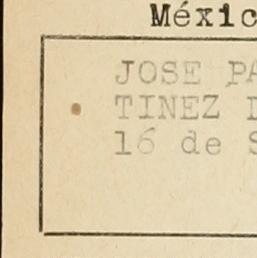 Méxic
JOSE PA
TINEZ
16 de S